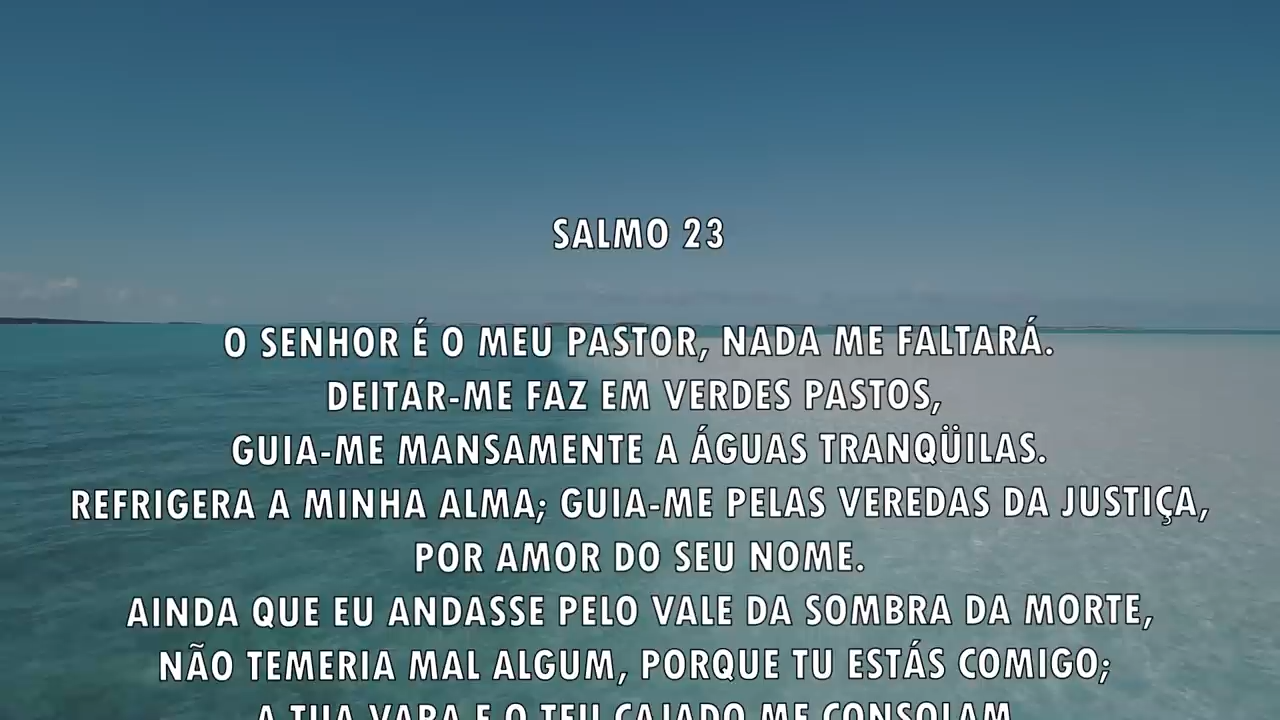 SALMO 23
O SENHOR É O MEU PASTOR, NADA ME FALTARÁ.
DEITAR-ME FAZ EM VERDES PASTOS,
GUIA-ME MANSAMENTE A ÁGUAS TRANQÜILAS.
REFRIGERA A MINHA ALMA; GUIA-ME PELAS VEREDAS DA JUSTIÇA,
POR AMOR DO SEU NOME.
AINDA QUE EU ANDASSE PELO VALE DA SOMBRA DA MORTE,
NÃO TEMERIA MAL ALGUM, PORQUE TU ESTÁS COMIGO;
A TUA VARA E O TEU CAJADO ME CONSOLAM